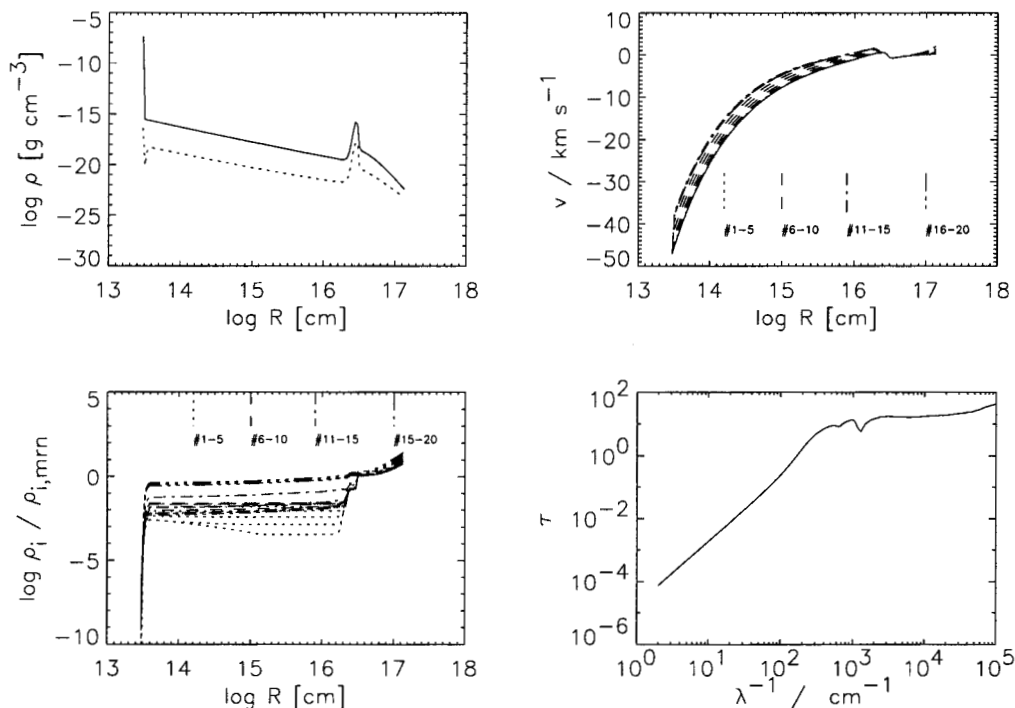 log ρ [g cm⁻³]
-5
-10
-15
-20
-25
-30
13 14 15 16 17 18
log R [cm]
v / km s⁻¹
10
0
-10
-20
-30
-40
-50
#1-5 #6-10 #11-15 #16-20
13 14 15 16 17 18
log R [cm]
log ρi / ρi,mrn
5
0
-5
-10
#1-5 #6-10 #11-15 #15-20
13 14 15 16 17 18
log R [cm]
τ
10²
10⁰
10⁻²
10⁻⁴
10⁻⁶
10⁰ 10¹ 10² 10³ 10⁴ 10⁵
λ⁻¹ / cm⁻¹